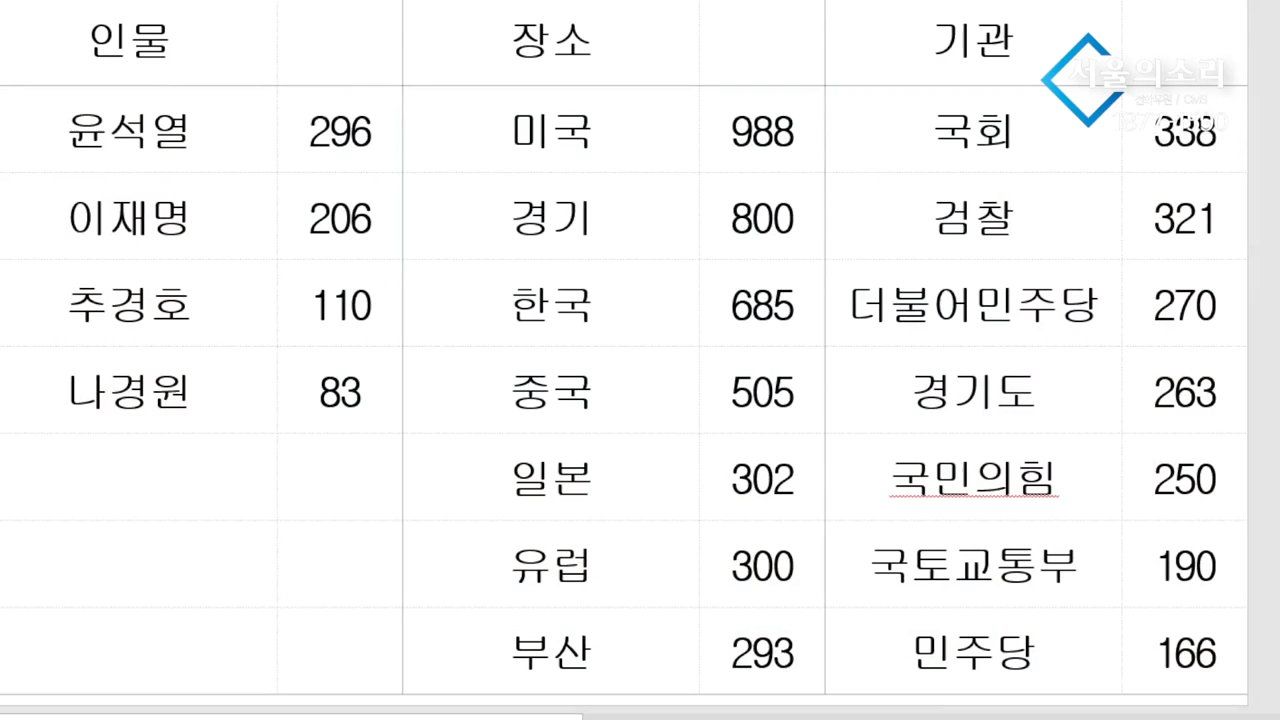 인물 장소 기관
서울의소리
윤석열 296 미국 988 국회 338
이재명 206 경기 800 검찰 321
추경호 110 한국 685 더불어민주당 270
나경원 83 중국 505 경기도 263
일본 302 국민의힘 250
유럽 300 국토교통부 190
부산 293 민주당 166